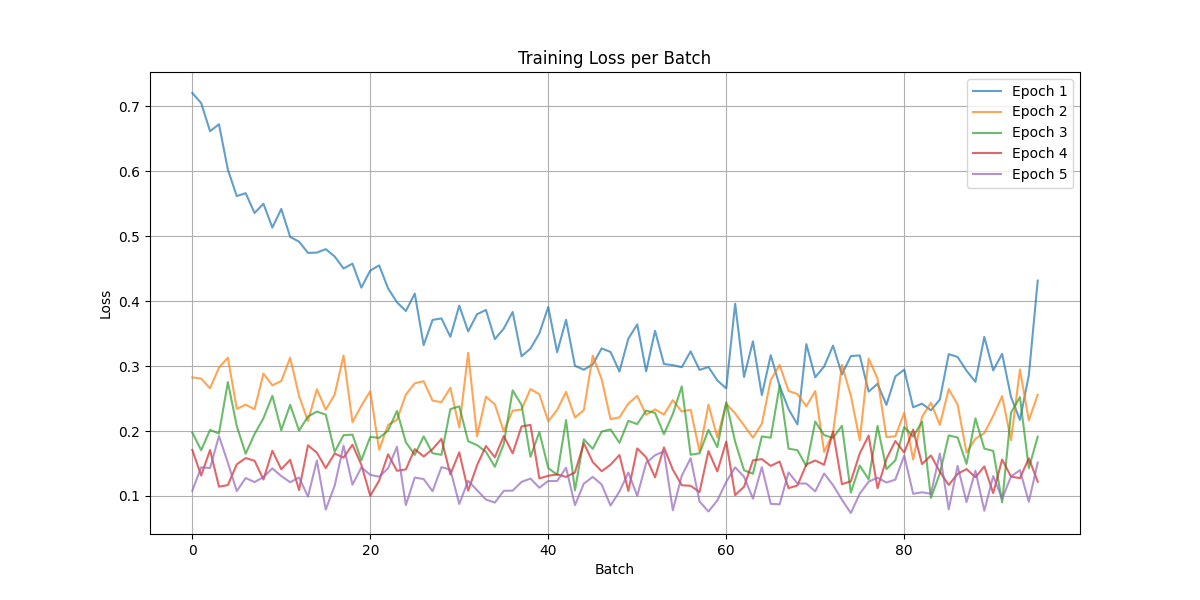 Training Loss per Batch
Epoch 1
Epoch 2
Epoch 3
Epoch 4
Epoch 5
Loss
0.7
0.6
0.5
0.4
0.3
0.2
0.1
0 20 40 60 80
Batch